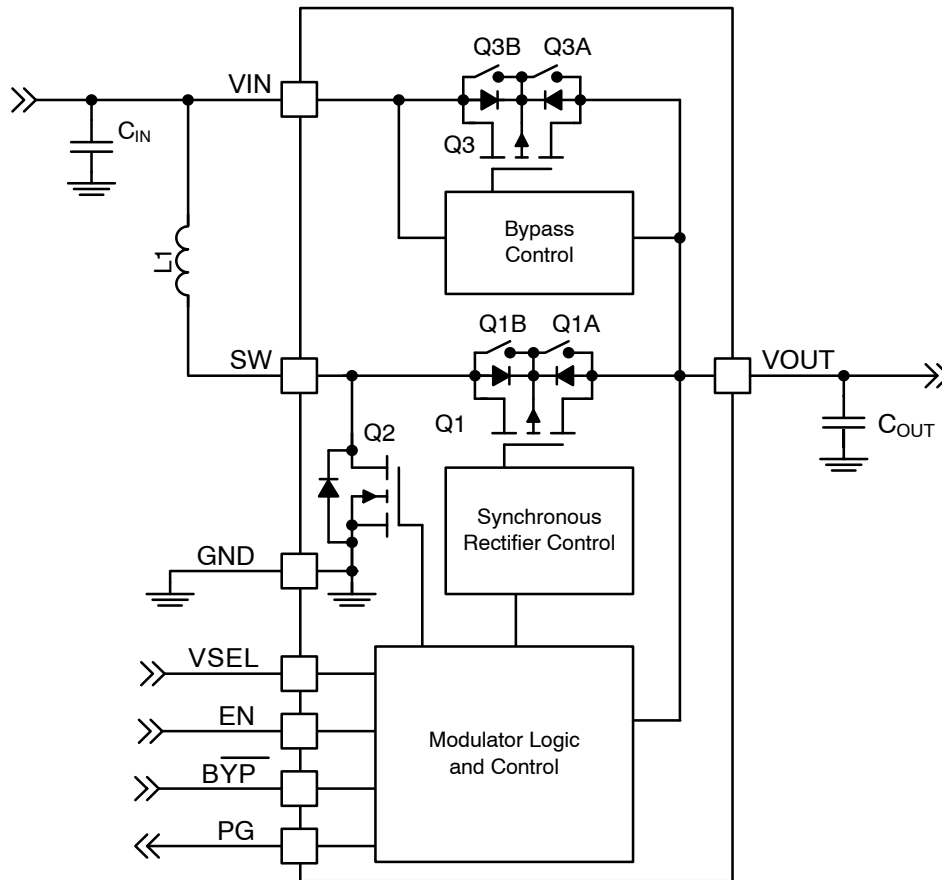 Q3B Q3A
VIN
CIN
Q3
Bypass
Control
L1
Q1B Q1A
SW
VOUT
Q1
Q2
COUT
Synchronous
Rectifier Control
GND
VSEL
EN
Modulator Logic
and Control
BYP
PG